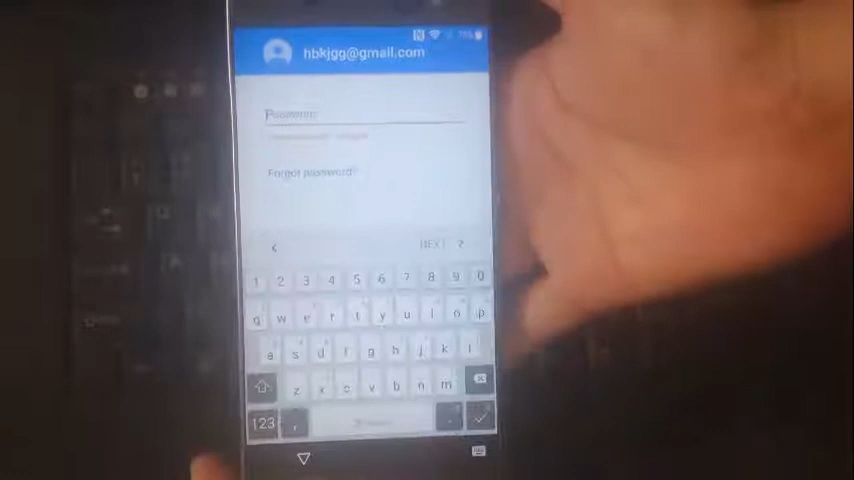 hbkjgg@gmail.com
Password
Forgot password?
NEXT
1 2 3 4 5 6 7 8 9 0
q w e r t y u i o p
a s d f g h j k l
z x c v b n m
123 , .